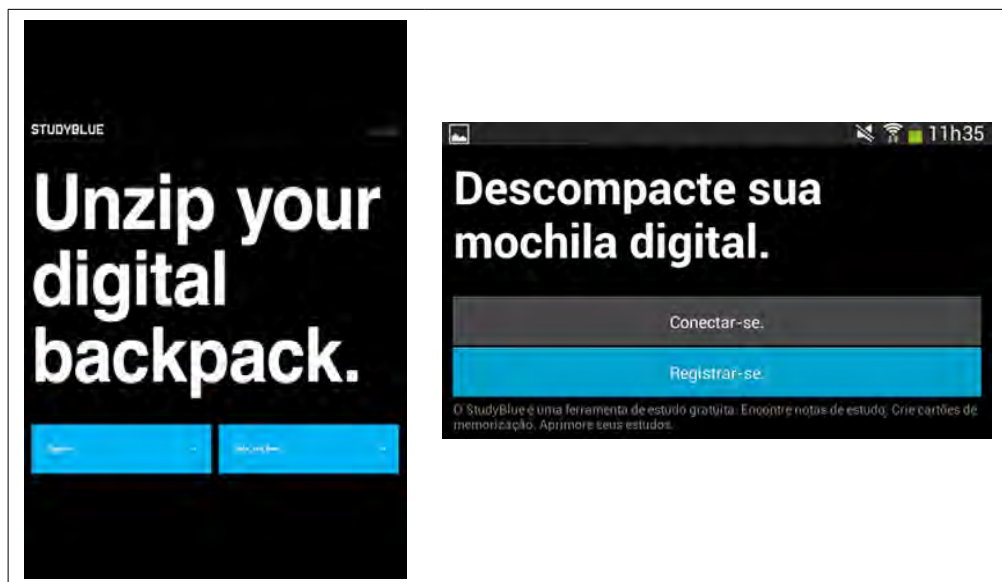 STUDYBLUE
Unzip your
digital
backpack.
11h35
Descompacte sua
mochila digital.
Conectar-se.
Registrar-se.
O StudyBlue é uma ferramenta de estudo gratuita. Encontre notas de estudo. Crie cartões de
memorização. Aprimore seus estudos.